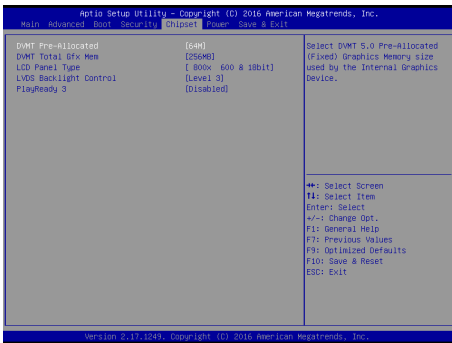 Aptio Setup Utility – Copyright (C) 2016 American Megatrends, Inc.
Main Advanced Boot Security Chipset Power Save & Exit
DVMT Pre-Allocated [64M]
DVMT Total Gfx Mem [256MB]
LCD Panel Type [ 800x 600 & 18bit]
LVDS Backlight Control [Level 3]
PlayReady 3 [Disabled]
Select DVMT 5.0 Pre-Allocated
(Fixed) Graphics Memory size
used by the Internal Graphics
Device.
→←: Select Screen
↑↓: Select Item
Enter: Select
+/-: Change Opt.
F1: General Help
F7: Previous Values
F9: Optimized Defaults
F10: Save & Reset
ESC: Exit
Version 2.17.1249. Copyright (C) 2016 American Megatrends, Inc.